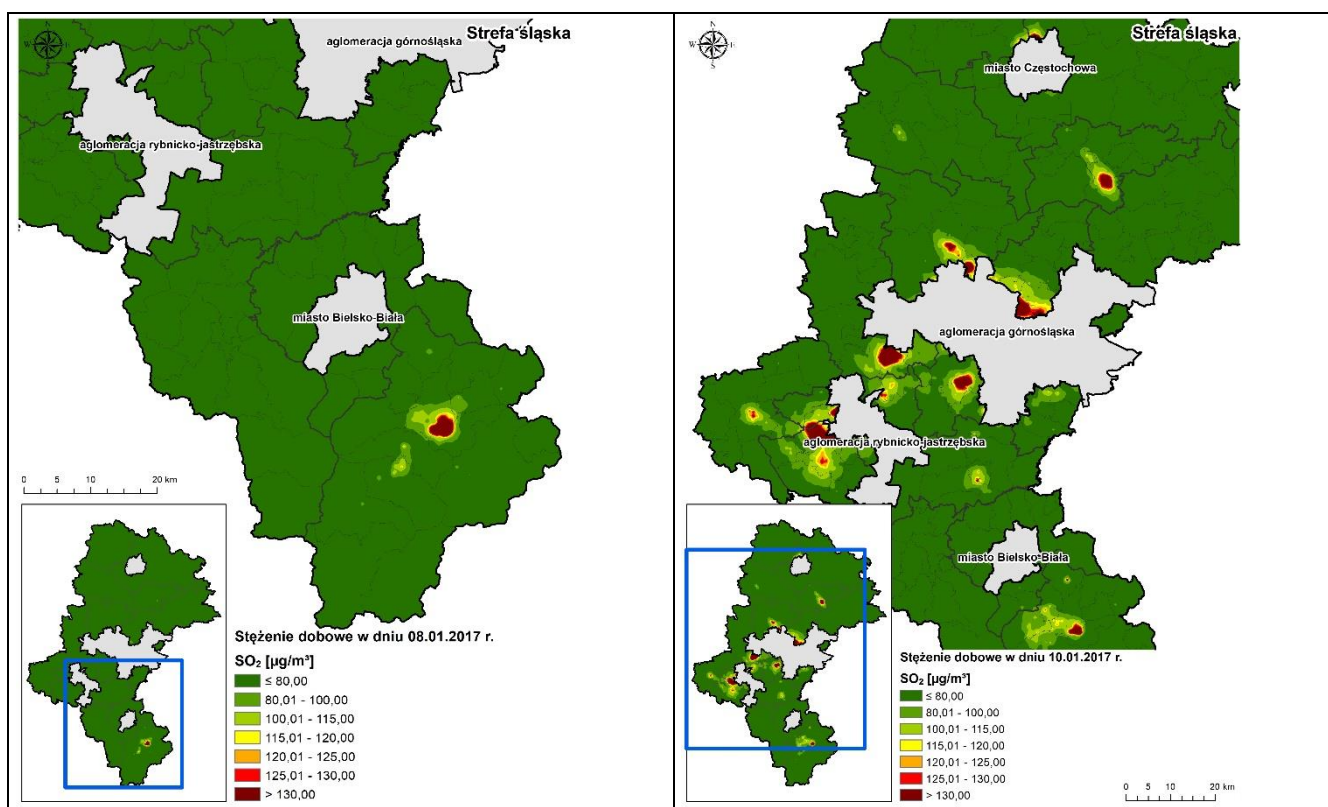 N
W E
S
Strefa śląska
aglomeracja górnośląska
aglomeracja rybnicko-jastrzębska
miasto Bielsko-Biała
0 5 10 20 km
Stężenie dobowe w dniu 08.01.2017 r.
SO₂ [µg/m³]
≤ 80,00
80,01 - 100,00
100,01 - 115,00
115,01 - 120,00
120,01 - 125,00
125,01 - 130,00
> 130,00
N
W E
S
Strefa śląska
miasto Częstochowa
aglomeracja górnośląska
aglomeracja rybnicko-jastrzębska
miasto Bielsko-Biała
Stężenie dobowe w dniu 10.01.2017 r.
SO₂ [µg/m³]
≤ 80,00
80,01 - 100,00
100,01 - 115,00
115,01 - 120,00
120,01 - 125,00
125,01 - 130,00
> 130,00
0 5 10 20 km